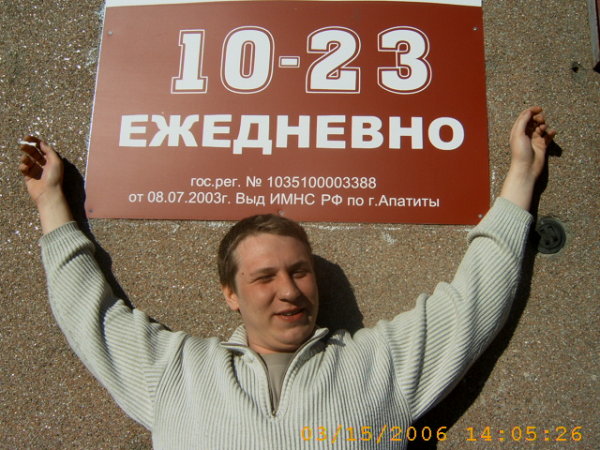 10-23
ЕЖЕДНЕВНО
гос.рег. № 1035100003388
от 08.07.2003г. Выд ИМНС РФ по г.Апатиты
03/15/2006 14:05:26